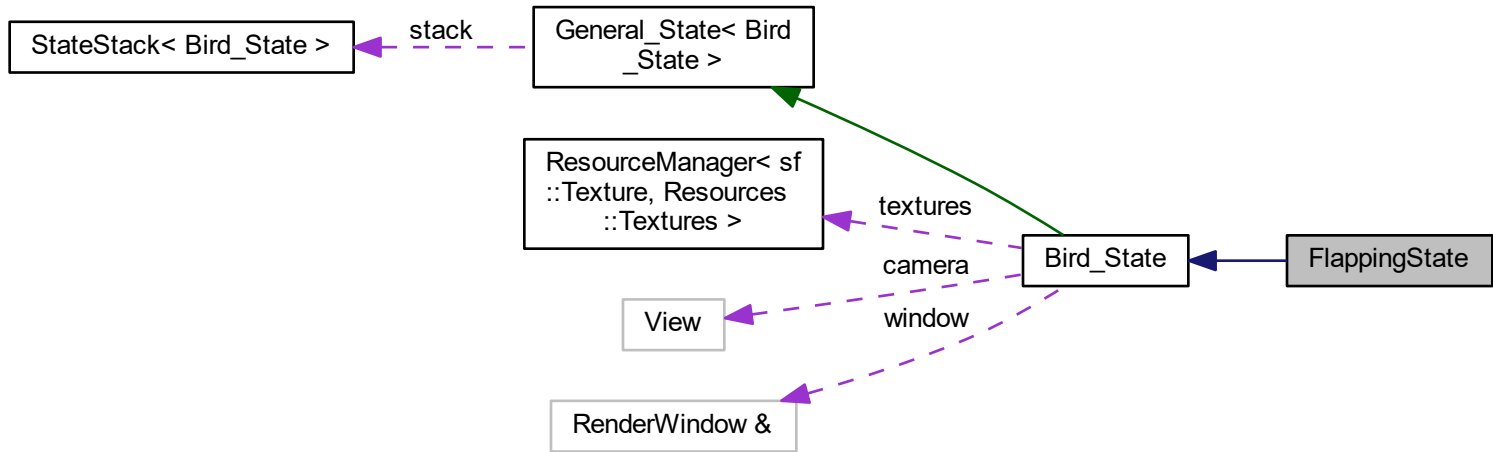 StateStack< Bird_State >
stack
General_State< Bird
_State >
ResourceManager< sf
::Texture, Resources
::Textures >
textures
camera
window
View
RenderWindow &
Bird_State
FlappingState